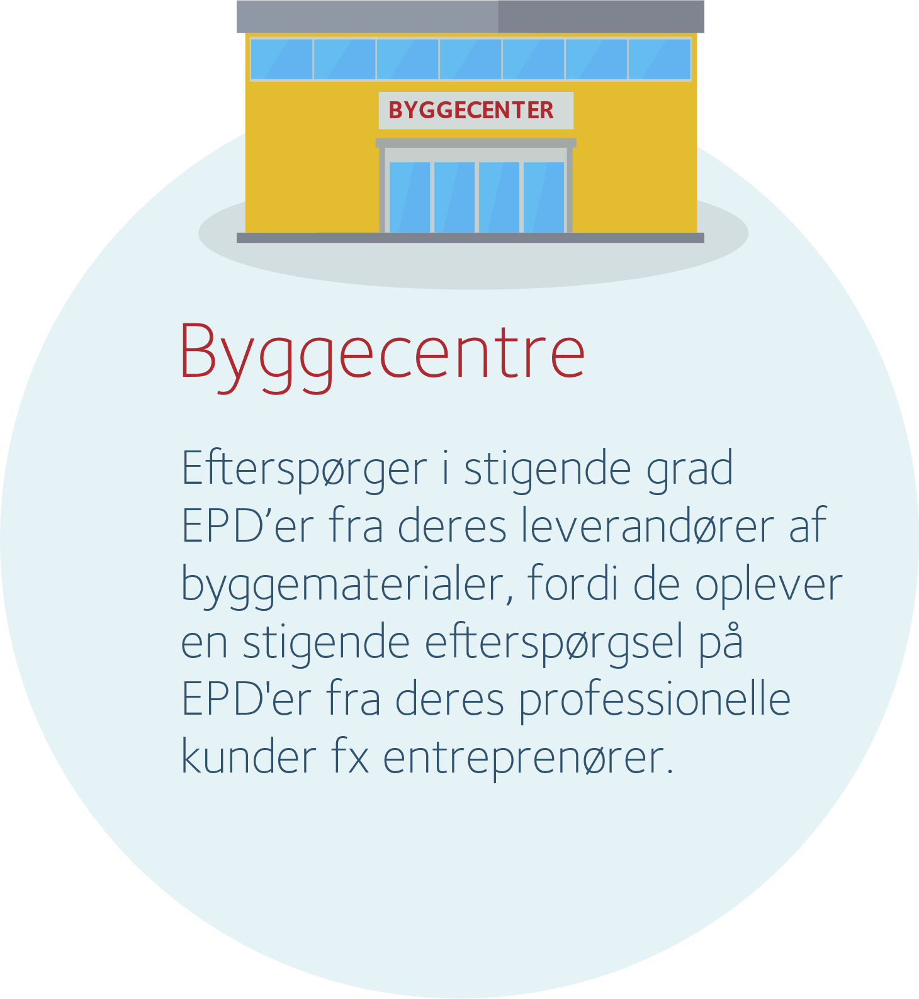 BYGGECENTER
Byggecentre
Efterspørger i stigende grad
EPD’er fra deres leverandører af
byggematerialer, fordi de oplever
en stigende efterspørgsel på
EPD'er fra deres professionelle
kunder fx entreprenører.